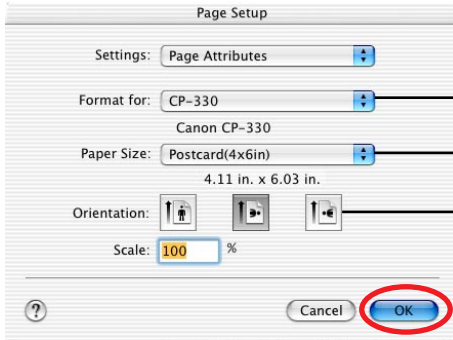 Page Setup
Settings: Page Attributes
Format for: CP-330
Canon CP-330
Paper Size: Postcard(4x6in)
4.11 in. x 6.03 in.
Orientation:
Scale: 100 %
? Cancel OK